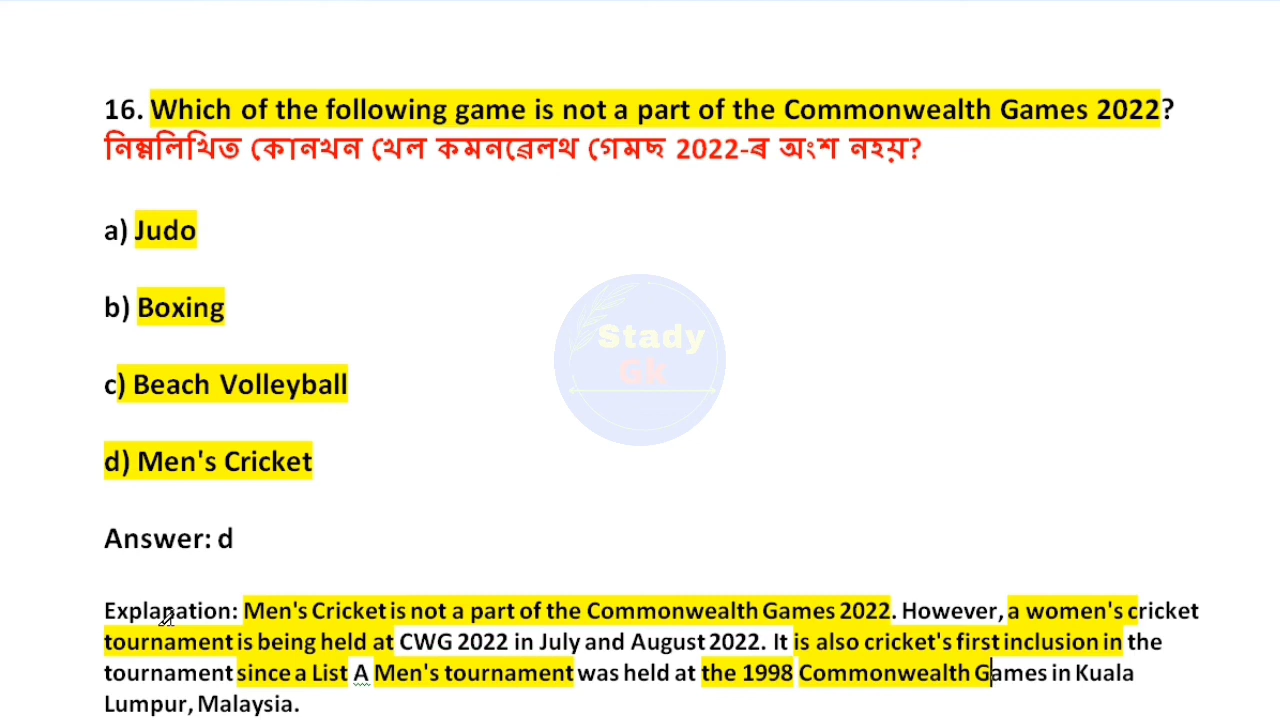 16. Which of the following game is not a part of the Commonwealth Games 2022?
নিম্নলিখিত কোনখন খেল কমনৱেলথ গেমছ 2022-ৰ অংশ নহয়?
a) Judo
b) Boxing
c) Beach Volleyball
d) Men's Cricket
Stady
Gk
Answer: d
Explanation: Men's Cricket is not a part of the Commonwealth Games 2022. However, a women's cricket
tournament is being held at CWG 2022 in July and August 2022. It is also cricket's first inclusion in the
tournament since a List A Men's tournament was held at the 1998 Commonwealth Games in Kuala
Lumpur, Malaysia.